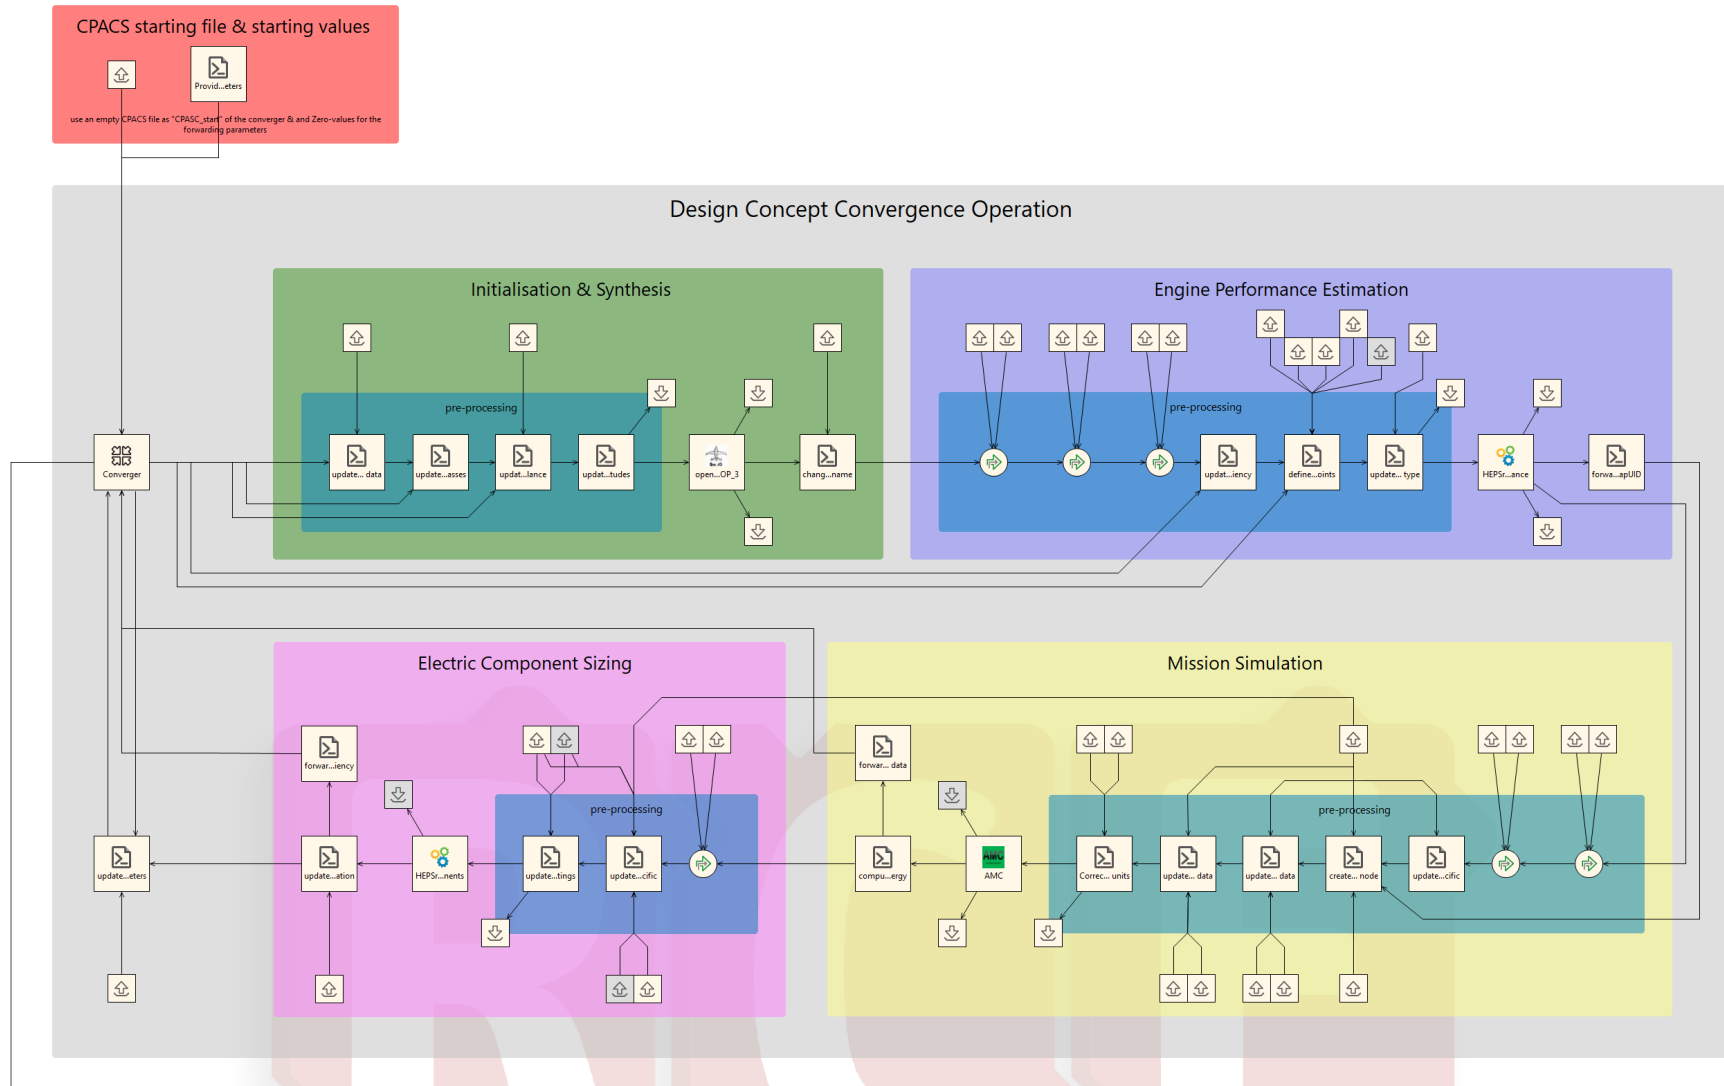 CPACS starting file & starting values
Provid...eters
use an empty CPACS file as "CPASC_start" of the converger & and Zero-values for the
forwarding parameters
Design Concept Convergence Operation
Initialisation & Synthesis
pre-processing
Converger
update... data
update...asses
updat...lance
updat...tudes
open...OP_3
chang...name
Engine Performance Estimation
pre-processing
updat...iency
define...oints
update... type
HEPSr...ance
forwa...apUID
Electric Component Sizing
forwar...iency
pre-processing
update...eters
update...ation
HEPSr...nents
update...tings
update...cific
Mission Simulation
forwar... data
pre-processing
compu...ergy
AMC
AMC
Correc... units
update... data
update... data
create... node
update...cific